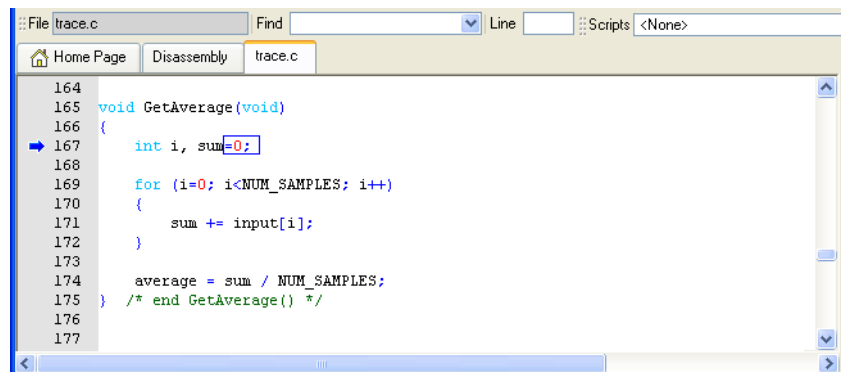 File trace.c Find Line Scripts <None>
Home Page Disassembly trace.c
164
165 void GetAverage(void)
166 {
167 int i, sum=0;
168
169 for (i=0; i<NUM_SAMPLES; i++)
170 {
171 sum += input[i];
172 }
173
174 average = sum / NUM_SAMPLES;
175 } /* end GetAverage() */
176
177